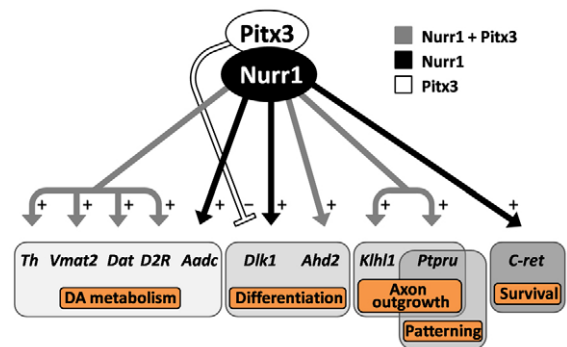 Pitx3
Nurr1
Nurr1 + Pitx3
Nurr1
Pitx3
+ + + + + − + + + + +
Th Vmat2 Dat D2R Aadc Dlk1 Ahd2 Klhl1 Ptpru C-ret
DA metabolism
Differentiation
Axon
outgrowth
Survival
Patterning